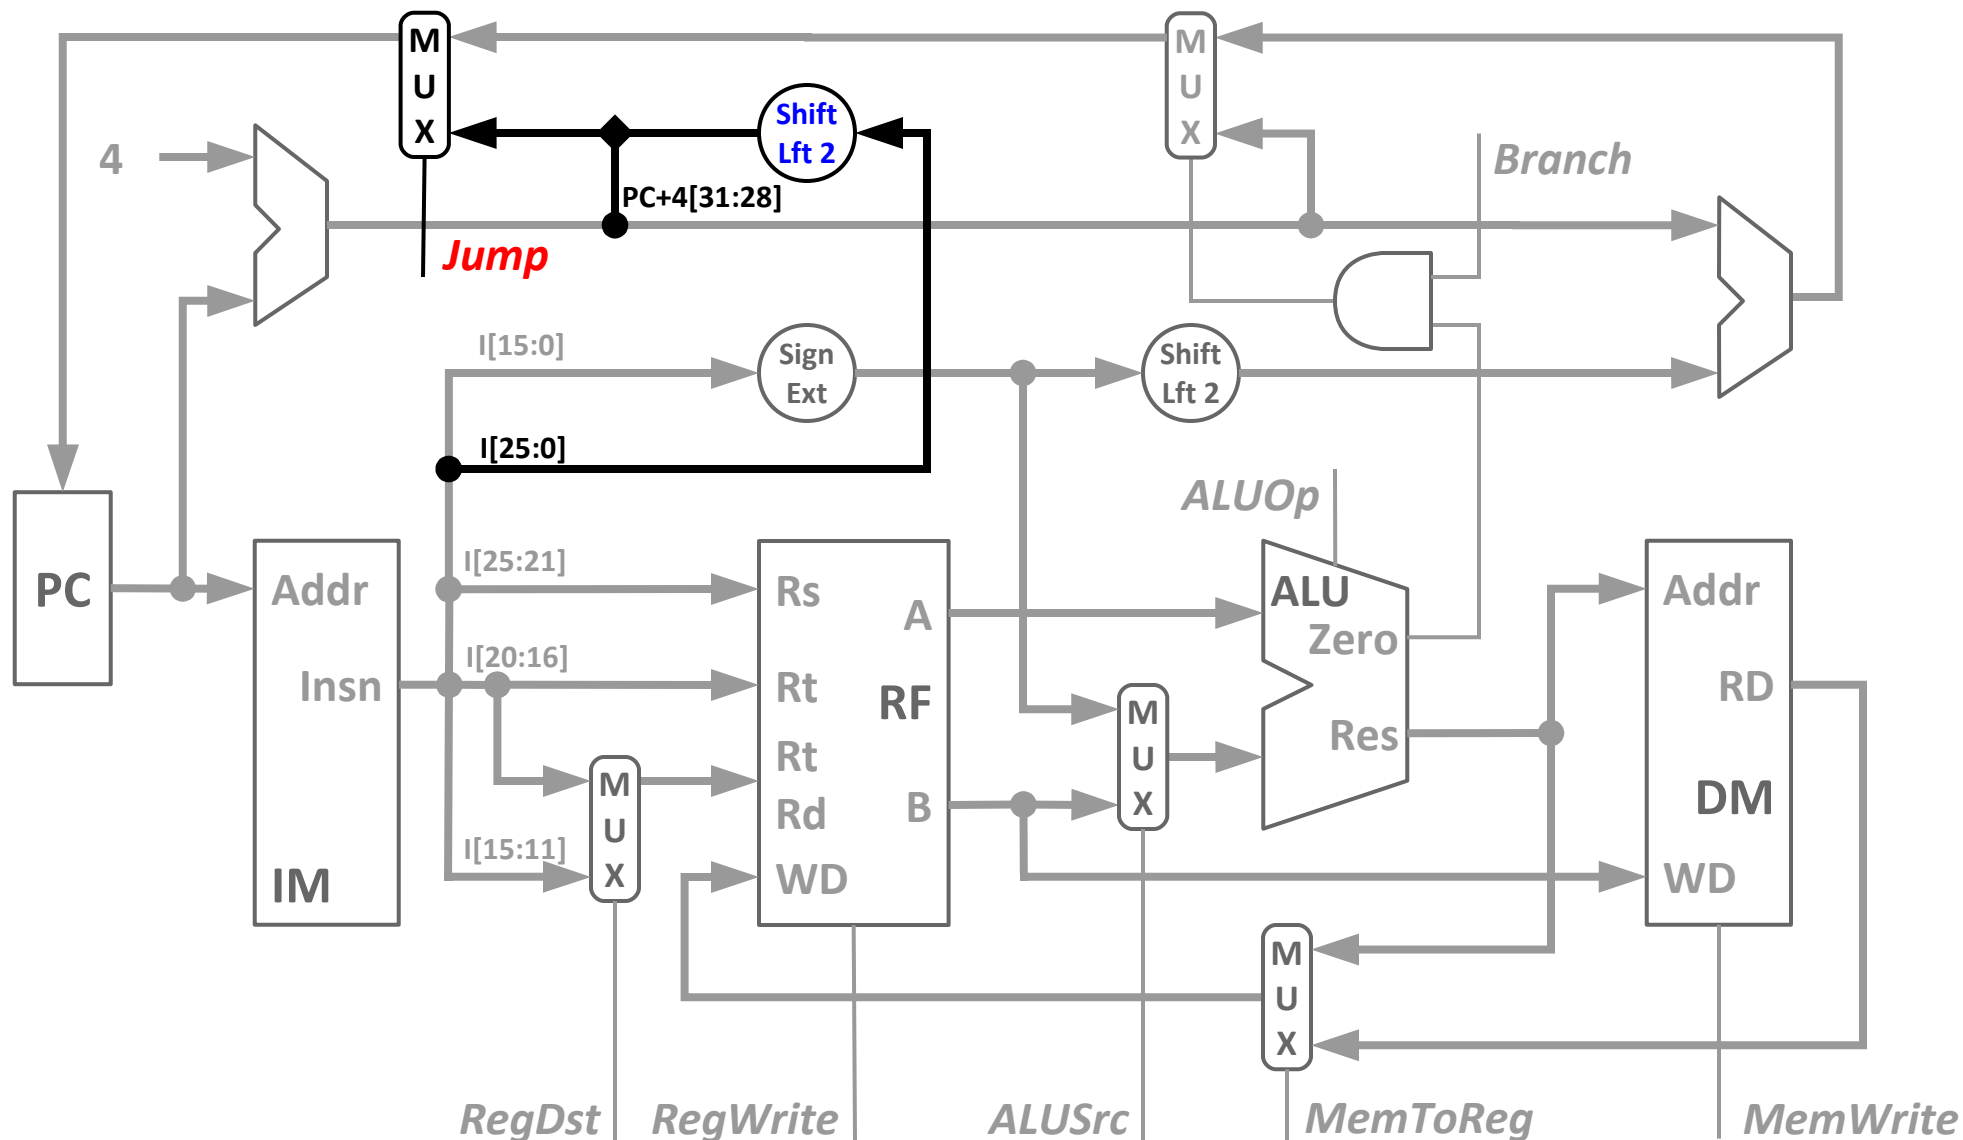 M
U
X
M
U
X
Shift
Lft 2
4
Branch
PC+4[31:28]
Jump
I[15:0]
Sign
Ext
Shift
Lft 2
I[25:0]
ALUOp
PC
Addr
I[25:21]
Rs
A
ALU
Zero
Addr
Insn
I[20:16]
Rt
RF
M
U
X
Res
RD
Rt
Rd
B
M
U
X
DM
I[15:11]
IM
WD
WD
M
U
X
RegDst
RegWrite
ALUSrc
MemToReg
MemWrite